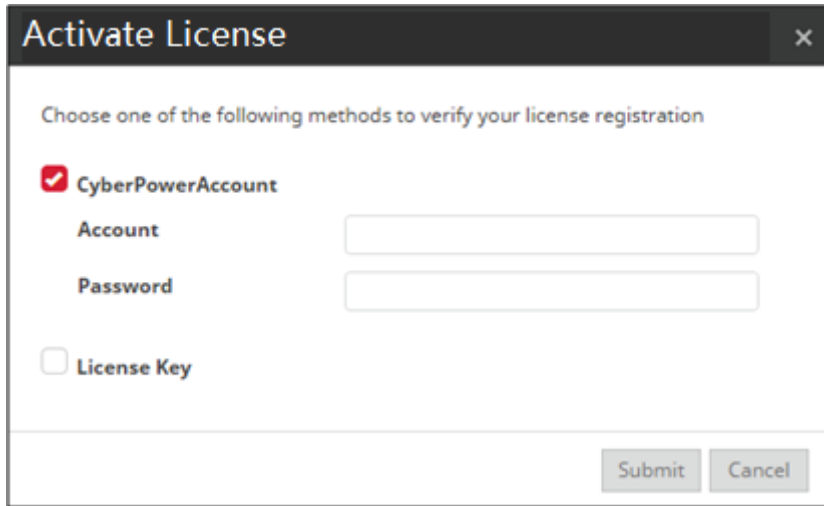 Activate License
Choose one of the following methods to verify your license registration
CyberPowerAccount
Account
Password
License Key
Submit Cancel